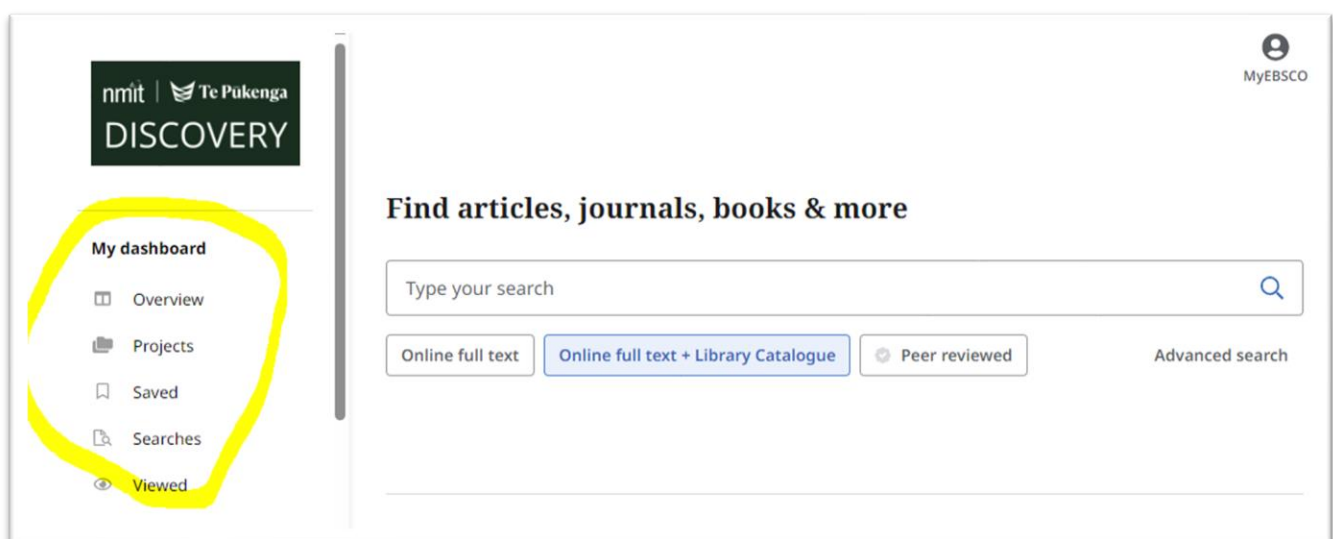 nmit | Te Pūkenga
DISCOVERY
My dashboard
Overview
Projects
Saved
Searches
Viewed
MyEBSCO
Find articles, journals, books & more
Type your search
Online full text
Online full text + Library Catalogue
Peer reviewed
Advanced search